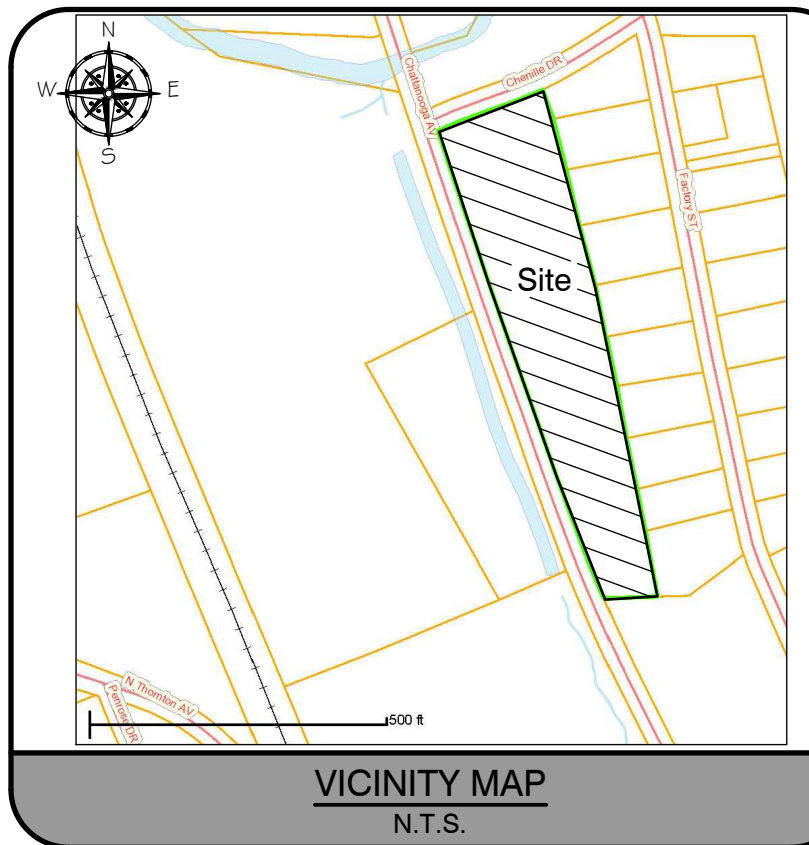 N
W E
S
Chattanooga AV
Chenille DR
Factory ST
Site
N Thornton AV
Penrose DR
500 ft
VICINITY MAP
N.T.S.